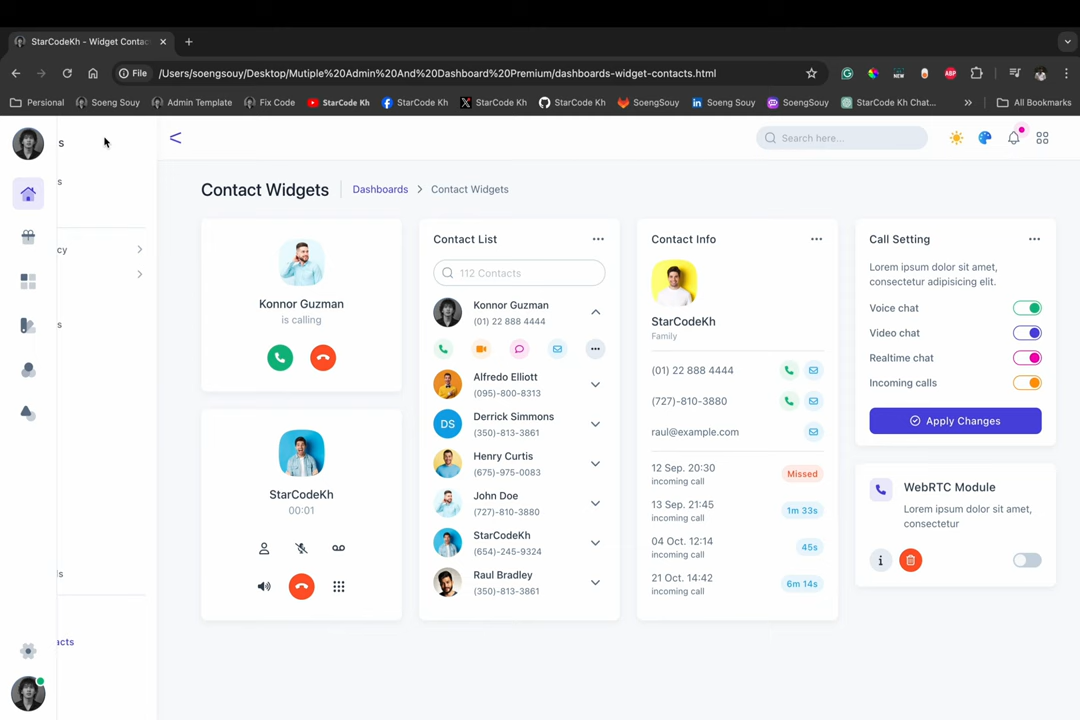 StarCodeKh - Widget Contac
File
/Users/soengsouy/Desktop/Mutiple%20Admin%20And%20Dashboard%20Premium/dashboards-widget-contacts.html
NEW
ABP
Personal
Soeng Souy
Admin Template
Fix Code
StarCode Kh
StarCode Kh
StarCode Kh
StarCode Kh
SoengSouy
Soeng Souy
SoengSouy
StarCode Kh Chat...
All Bookmarks
s
s
cy
s
ls
acts
<
Search here...
Contact Widgets
Dashboards > Contact Widgets
Konnor Guzman
is calling
StarCodeKh
00:01
Contact List
112 Contacts
Konnor Guzman
(01) 22 888 4444
Alfredo Elliott
(095)-800-8313
DS
Derrick Simmons
(350)-813-3861
Henry Curtis
(675)-975-0083
John Doe
(727)-810-3880
StarCodeKh
(654)-245-9324
Raul Bradley
(350)-813-3861
Contact Info
StarCodeKh
Family
(01) 22 888 4444
(727)-810-3880
raul@example.com
12 Sep. 20:30
incoming call
Missed
13 Sep. 21:45
incoming call
1m 33s
04 Oct. 12:14
incoming call
45s
21 Oct. 14:42
incoming call
6m 14s
Call Setting
Lorem ipsum dolor sit amet,
consectetur adipisicing elit.
Voice chat
Video chat
Realtime chat
Incoming calls
Apply Changes
WebRTC Module
Lorem ipsum dolor sit amet,
consectetur